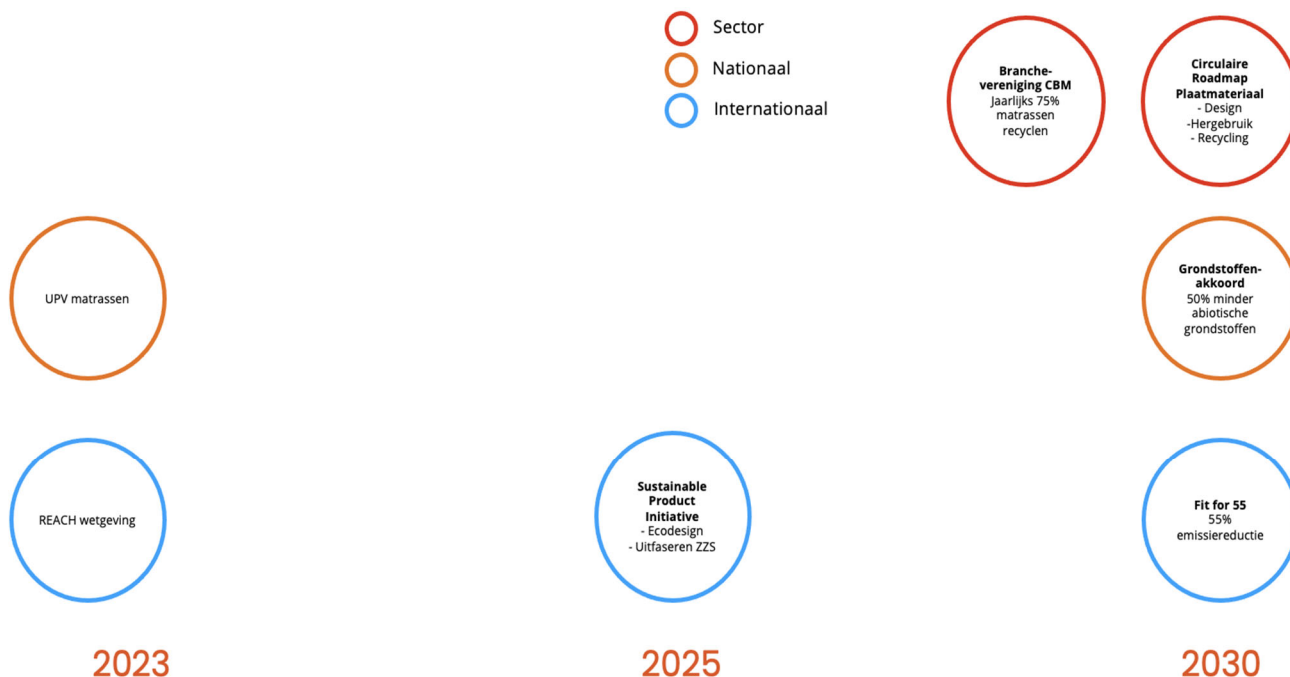 Sector
Nationaal
Internationaal
Branche-
vereniging CBM
Jaarlijks 75%
matrassen
recyclen
Circulaire
Roadmap
Plaatmateriaal
- Design
-Hergebruik
- Recycling
UPV matrassen
Grondstoffen-
akkoord
50% minder
abiotische
grondstoffen
REACH wetgeving
Sustainable
Product
Initiative
- Ecodesign
- Uitfaseren ZZS
Fit for 55
55%
emissiereductie
2023
2025
2030